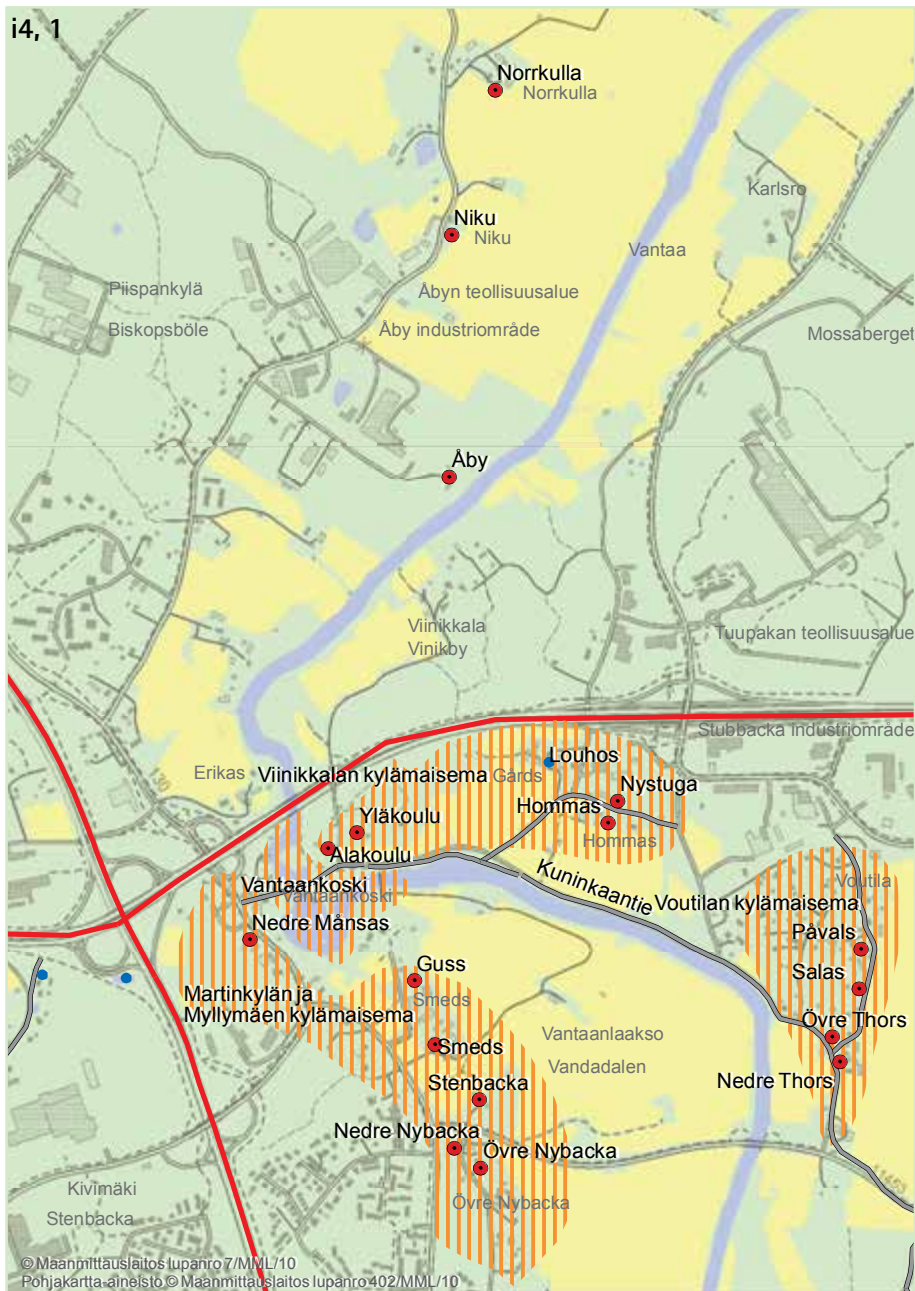 i4, 1
Norrkulla
Norrkulla
Karlsro
Niku
Niku
Vantaa
Piispankylä
Åbyn teollisuusalue
Biskopsböle
Åby industriområde
Mossaberget
Åby
Viinikkala
Vinikby
Tuupakan teollisuusalue
Stubbacka industriområde
Erikas
Viinikkalan kylämaisema
Gårds
Louhos
130
Nystuga
Hommas
Hommas
Yläkoulu
Alakoulu
Kuninkaantie
Vantaankoski
Vantaankoski
Voutila
Voutilan kylämaisema
Nedre Månsas
Påvals
Guss
Smeds
Salas
Martinkylän ja
Myllymäen kylämaisema
Övre Thors
Vantaanlaakso
Vandadalen
Smeds
Nedre Thors
Stenbacka
Nedre Nybacka
Övre Nybacka
Övre Nybacka
Kivimäki
Stenbacka
© Maanmittauslaitos lupanro 7/MML/10
Pohjakartta-aineisto © Maanmittauslaitos lupanro 402/MML/10